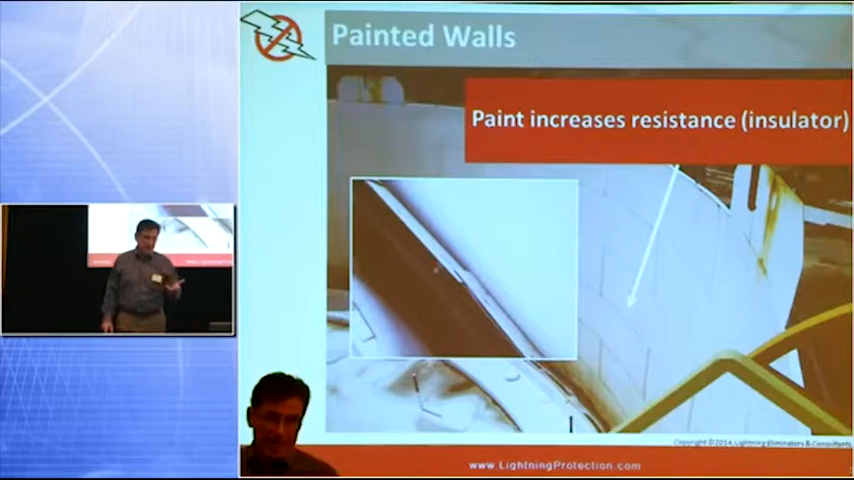 Painted Walls
Paint increases resistance (insulator)
Copyright ©2014, Lightning Eliminators & Consultants
www.LightningProtection.com